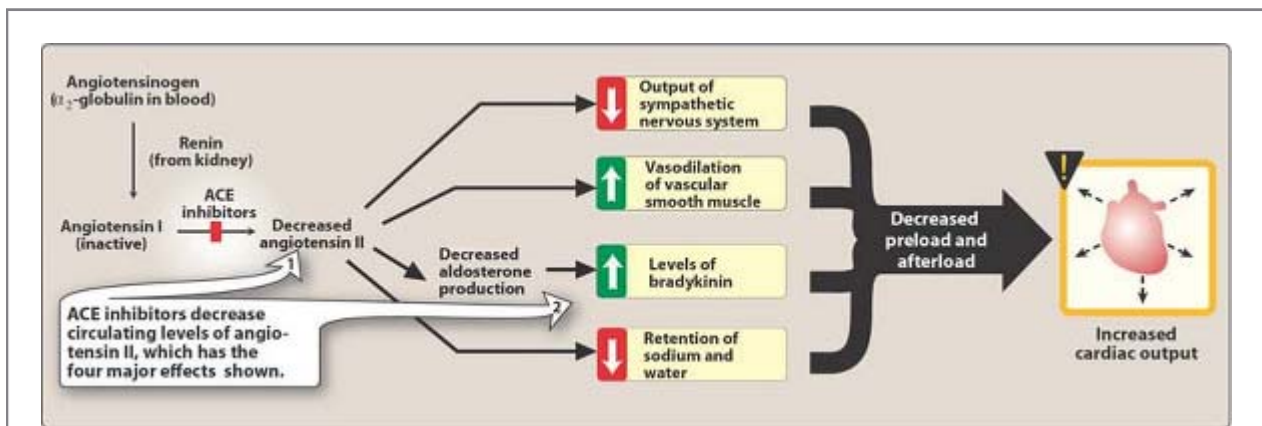 Angiotensinogen
(α2-globulin in blood)
Renin
(from kidney)
ACE
inhibitors
Angiotensin I
(inactive)
Decreased
angiotensin II
1
Decreased
aldosterone
production
2
ACE inhibitors decrease
circulating levels of angio-
tensin II, which has the
four major effects shown.
Output of
sympathetic
nervous system
Vasodilation
of vascular
smooth muscle
Levels of
bradykinin
Retention of
sodium and
water
Decreased
preload and
afterload
!
Increased
cardiac output